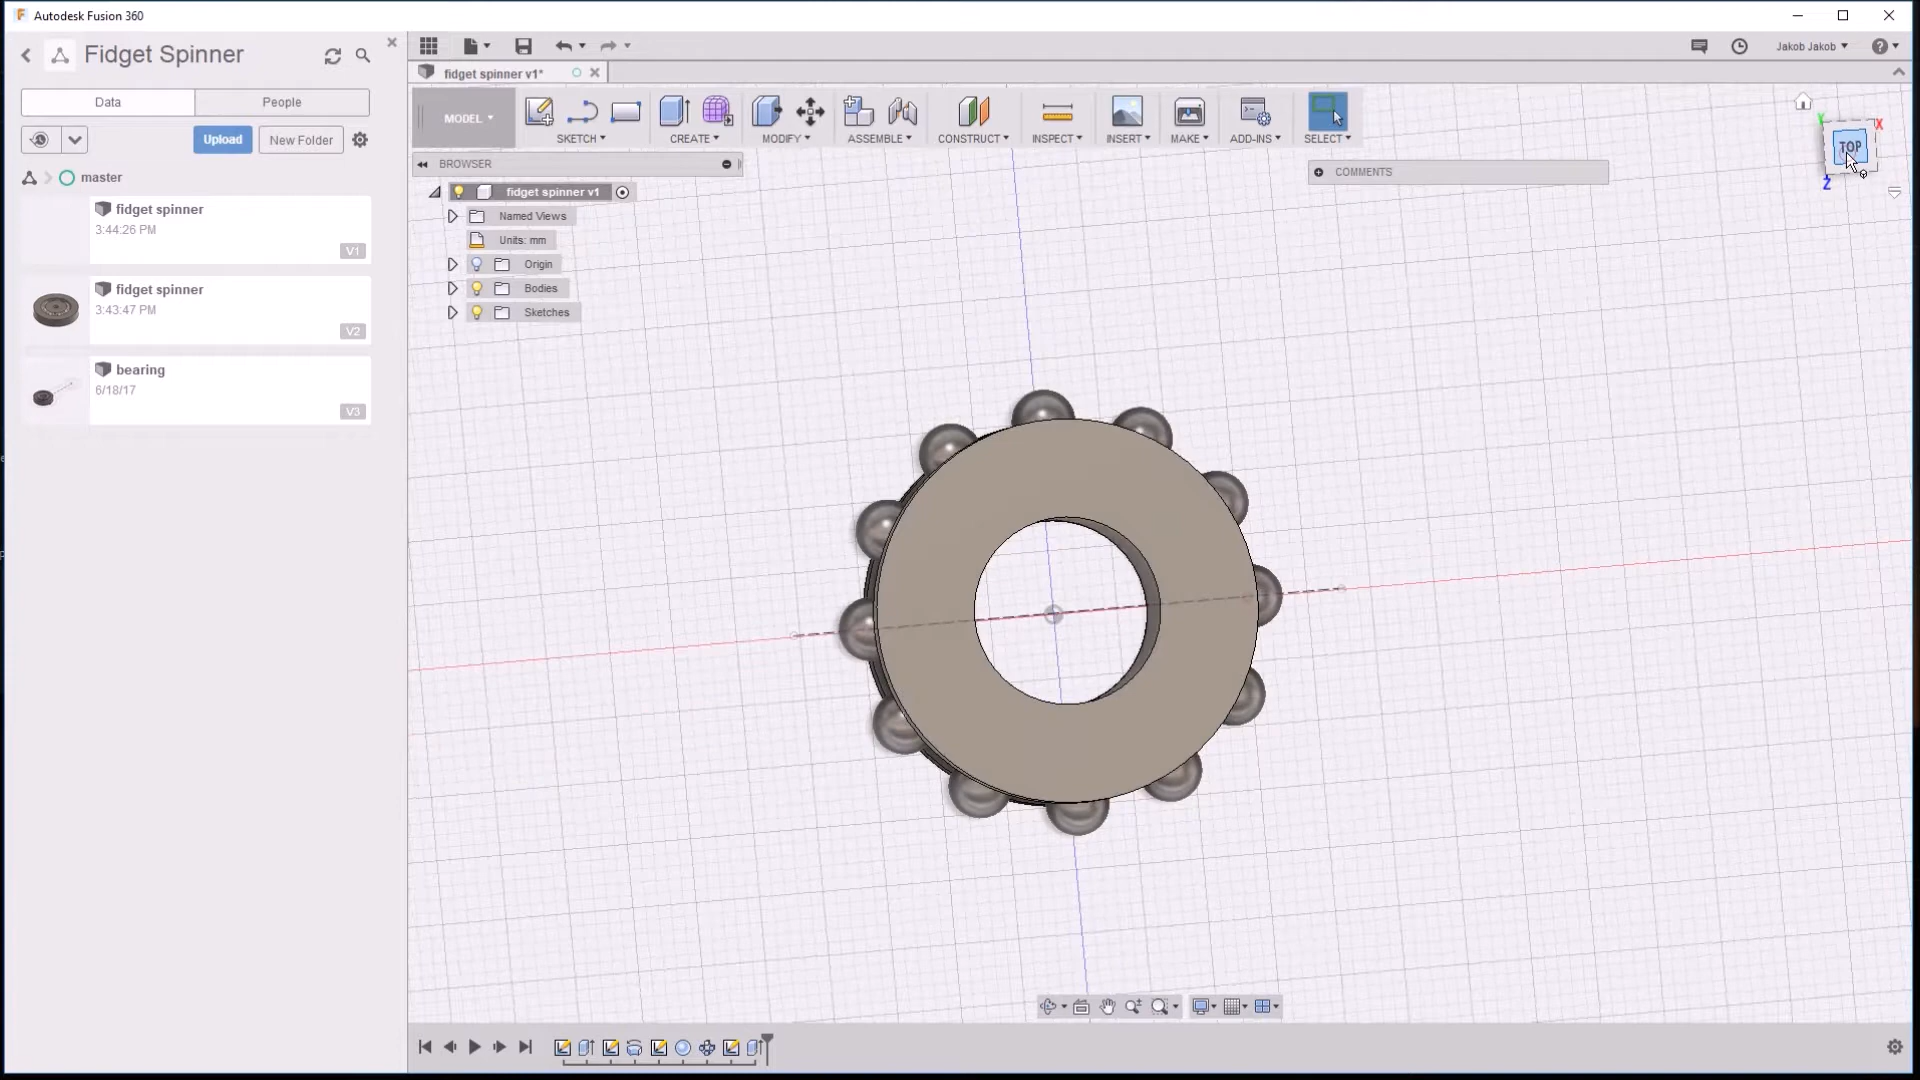 Autodesk Fusion 360
Fidget Spinner
Jakob Jakob
fidget spinner v1*
Data
People
Upload
New Folder
master
fidget spinner
3:44:26 PM
V1
fidget spinner
3:43:47 PM
V2
bearing
6/18/17
V3
MODEL
SKETCH
CREATE
MODIFY
ASSEMBLE
CONSTRUCT
INSPECT
INSERT
MAKE
ADD-INS
SELECT
BROWSER
fidget spinner v1
Named Views
Units: mm
Origin
Bodies
Sketches
COMMENTS
Y
X
TOP
Z